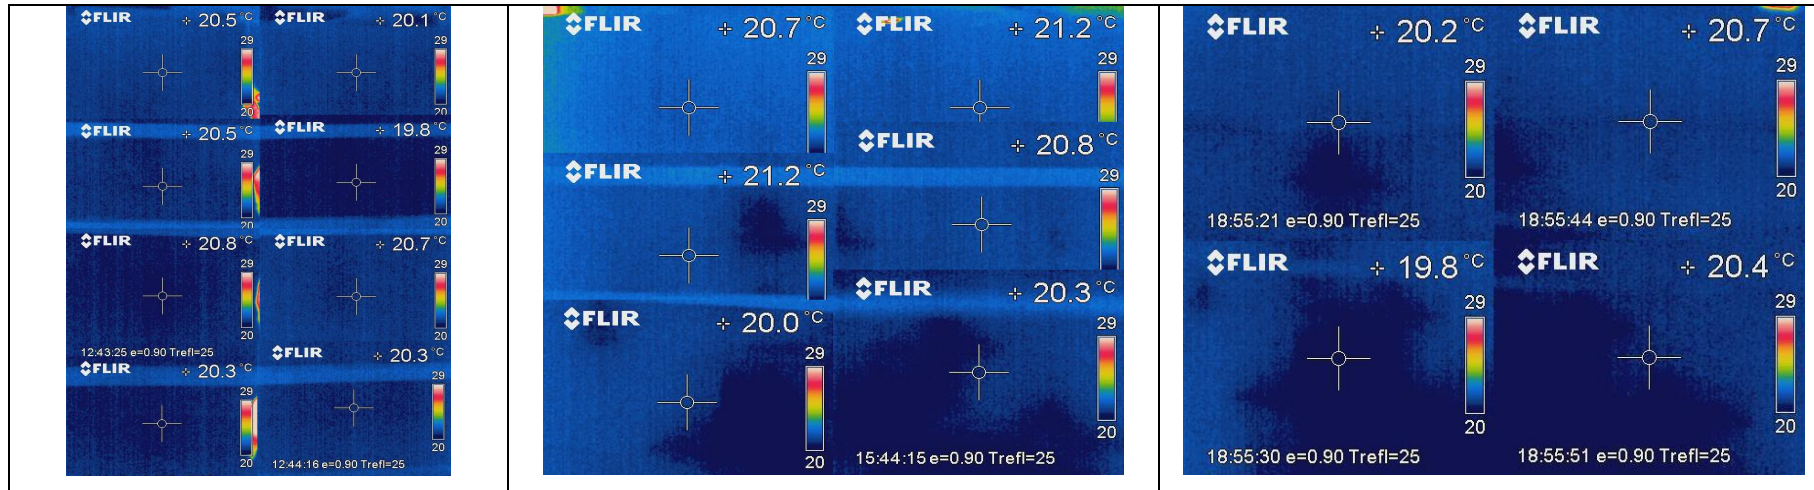 FLIR 20.5 °C
29
20
FLIR 20.1 °C
29
20
FLIR 20.5 °C
29
20
FLIR 19.8 °C
29
20
FLIR 20.8 °C
29
20
12:43:25 e=0.90 Trefl=25
FLIR 20.7 °C
29
20
FLIR 20.3 °C
29
20
FLIR 20.3 °C
29
20
12:44:16 e=0.90 Trefl=25
FLIR 20.7 °C
29
FLIR 21.2 °C
29
FLIR 21.2 °C
29
FLIR 20.8 °C
29
FLIR 20.0 °C
29
20
FLIR 20.3 °C
29
20
15:44:15 e=0.90 Trefl=25
FLIR 20.2 °C
29
20
18:55:21 e=0.90 Trefl=25
FLIR 20.7 °C
29
20
18:55:44 e=0.90 Trefl=25
FLIR 19.8 °C
29
20
18:55:30 e=0.90 Trefl=25
FLIR 20.4 °C
29
20
18:55:51 e=0.90 Trefl=25